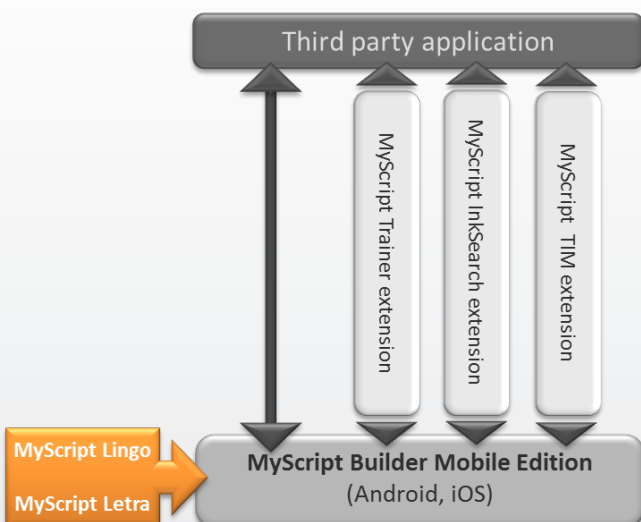 Third party application
MyScript Trainer extension
MyScript InkSearch extension
MyScript TIM extension
MyScript Lingo
MyScript Letra
MyScript Builder Mobile Edition
(Android, iOS)